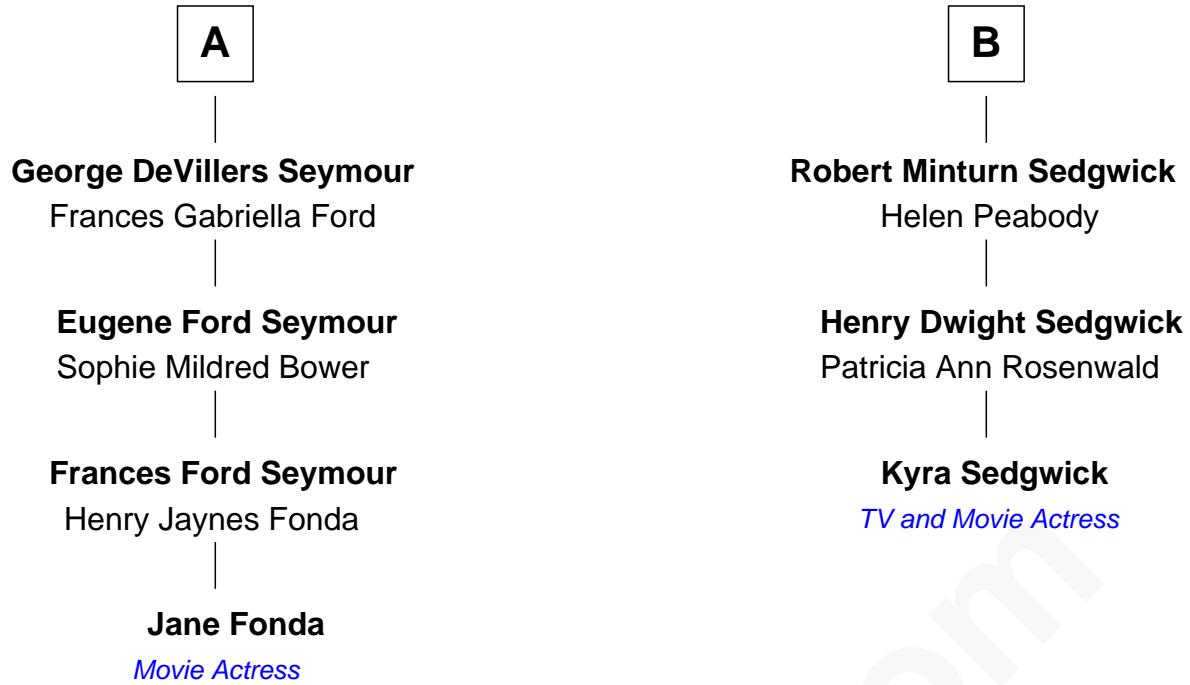 A
George DeVillers Seymour
Frances Gabriella Ford
Eugene Ford Seymour
Sophie Mildred Bower
Frances Ford Seymour
Henry Jaynes Fonda
Jane Fonda
Movie Actress
B
Robert Minturn Sedgwick
Helen Peabody
Henry Dwight Sedgwick
Patricia Ann Rosenwald
Kyra Sedgwick
TV and Movie Actress
om